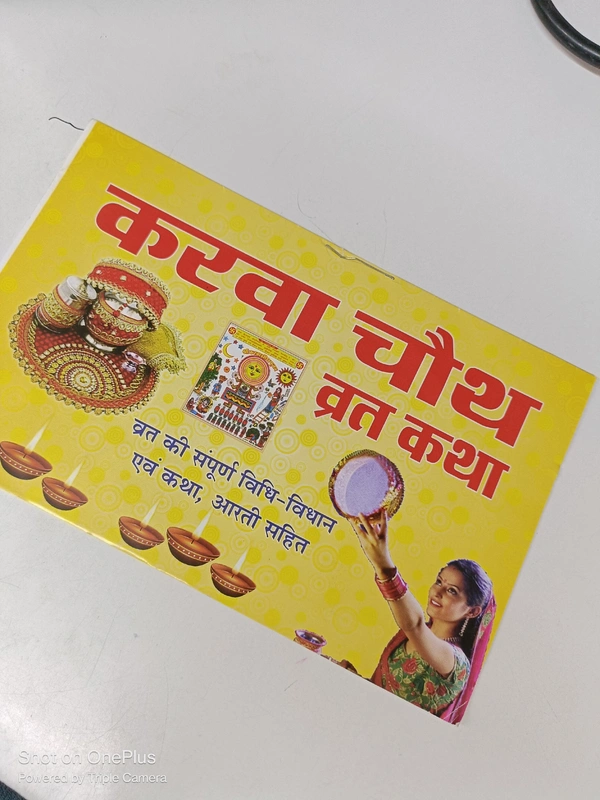 करवा चौथ
व्रत कथा
व्रत की संपूर्ण विधि-विधान
एवं कथा, आरती सहित
Shot on OnePlus
Powered by Triple Camera